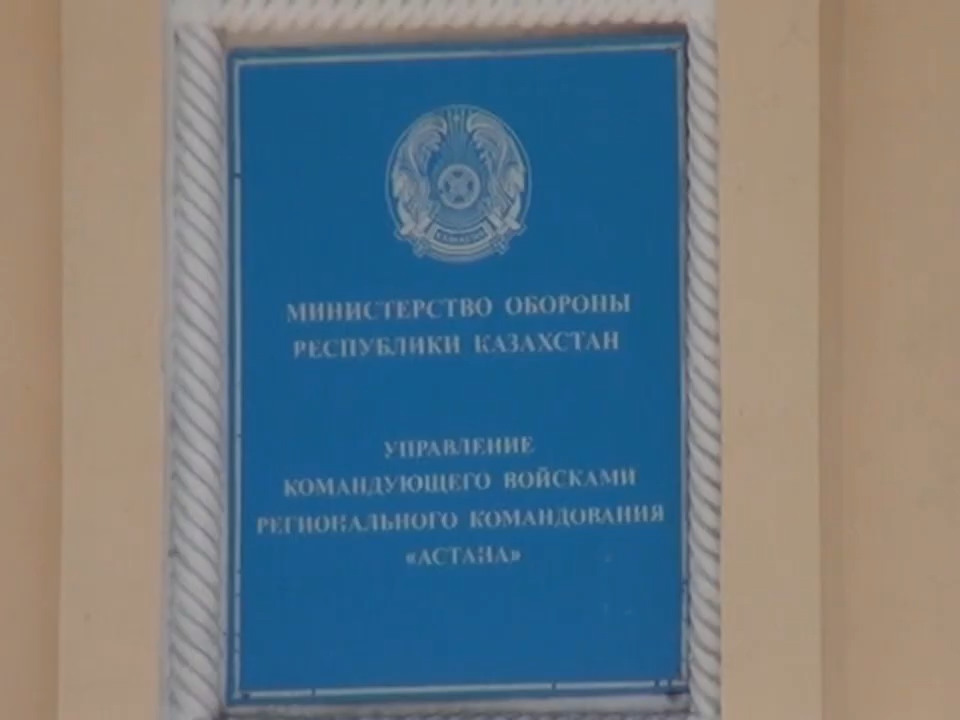 МИНИСТЕРСТВО ОБОРОНЫ
РЕСПУБЛИКИ КАЗАХСТАН
УПРАВЛЕНИЕ
КОМАНДУЮЩЕГО ВОЙСКАМИ
РЕГИОНАЛЬНОГО КОМАНДОВАНИЯ
«АСТАНА»